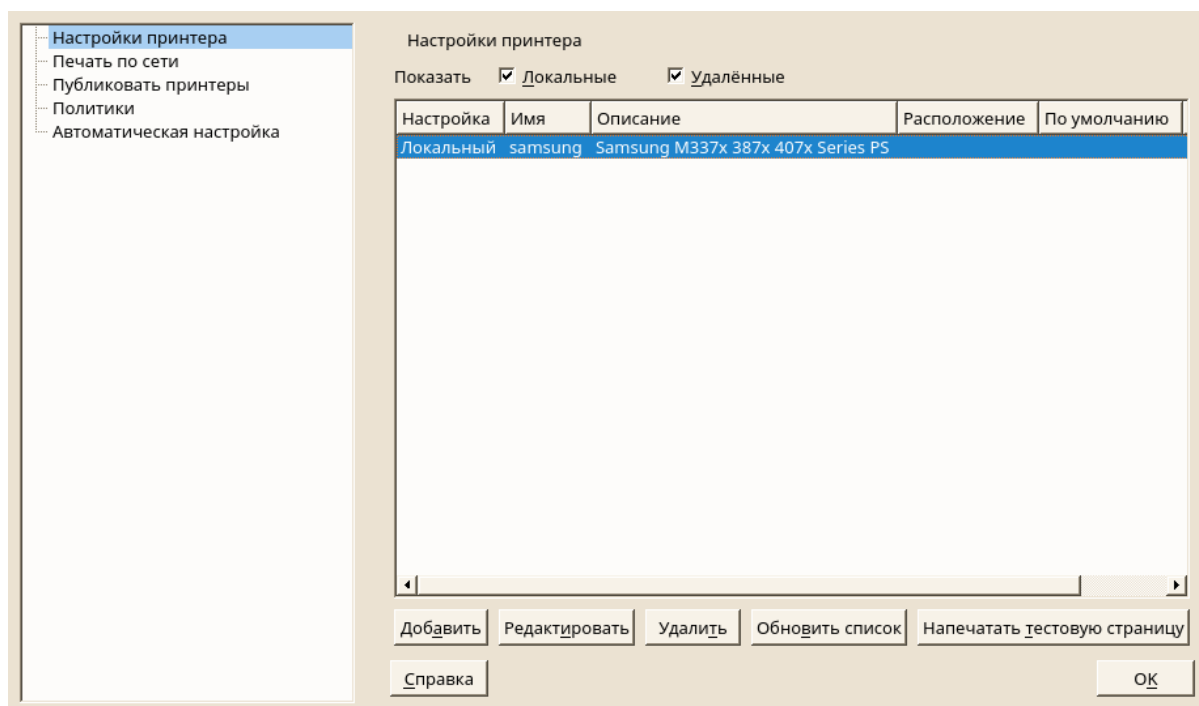 Настройки принтера
Печать по сети
Публиковать принтеры
Политики
Автоматическая настройка
Настройки принтера
Показать Локальные Удалённые
Настройка Имя Описание Расположение По умолчанию
Локальный samsung Samsung M337x 387x 407x Series PS
Добавить Редактировать Удалить Обновить список Напечатать тестовую страницу
Справка OK